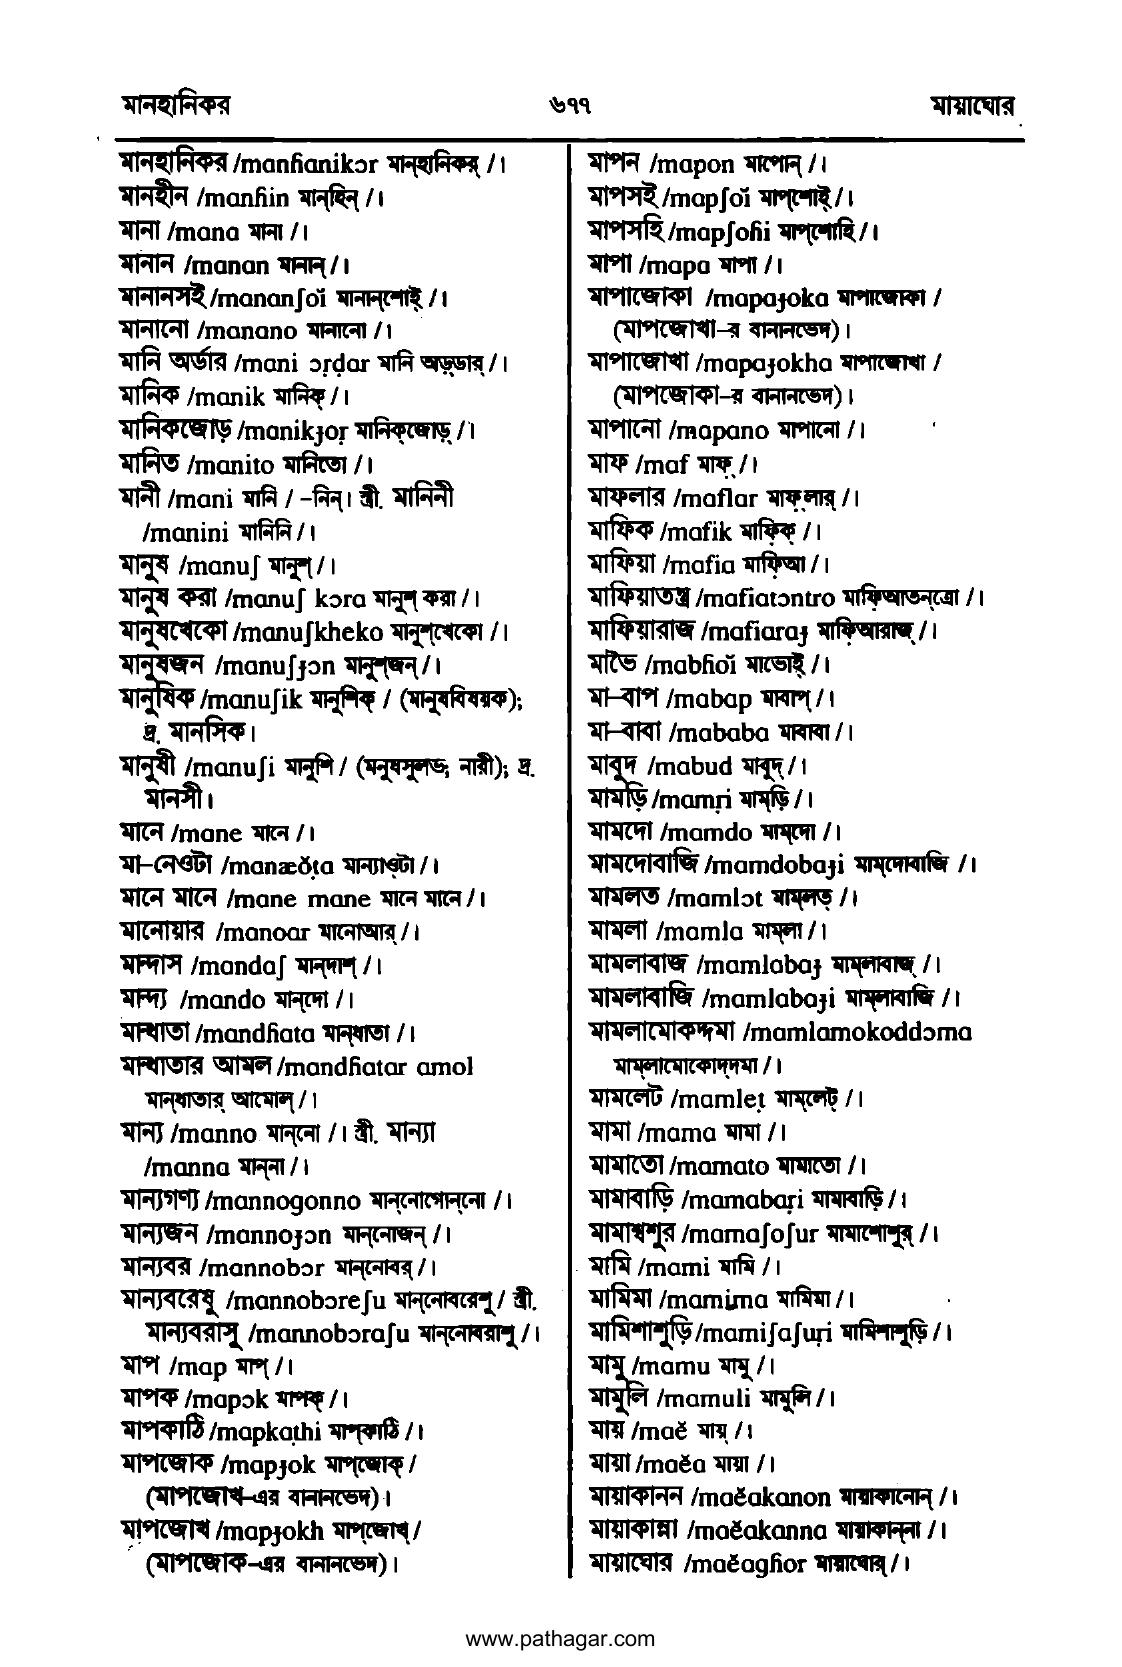 মানহানিকর ৬৭৭ মায়াঘোর
মানহানিকর /manɦanikɔr মান্‌হানিকর্ /।
মানহীন /manɦin মান্‌হিন্ /।
মানা /mana মানা /।
মানান /manan মানান্ /।
মানানসই /mananʃoĭ মানান্‌শোই্ /।
মানানো /manano মানানো /।
মানি অর্ডার /mani ɔṛḍar মানি অড়্‌ডার্ /।
মানিক /manik মানিক্ /।
মানিকজোড় /manikɟoṛ মানিক্‌জোড়্ /।
মানিত /manito মানিতো /।
মানী /mani মানি / –নিন্। স্ত্রী. মানিনী
/manini মানিনি /।
মানুষ /manuʃ মানুশ্ /।
মানুষ করা /manuʃ kɔra মানুশ্ করা /।
মানুষখেকো /manuʃkheko মানুশ্‌খেকো /।
মানুষজন /manuʃɟɔn মানুশ্‌জন্ /।
মানুষিক /manuʃik মানুশিক্ / (মানুষবিষয়ক);
দ্র. মানসিক।
মানুষী /manuʃi মানুশি / (মনুষ্যসুলভ; নারী); দ্র.
মানসী।
মানে /mane মানে /।
মা–নেওটা /manæŏṭa মান্যাও্‌টা /।
মানে মানে /mane mane মানে মানে /।
মানোয়ার /manoar মানোআর্ /।
মান্দাস /mandaʃ মান্‌দাশ্ /।
মান্দ্য /mando মান্‌দো /।
মান্ধাতা /mandɦata মান্‌ধাতা /।
মান্ধাতার আমল /mandɦatar amol
মান্‌ধাতার্ আমোল্ /।
মান্য /manno মান্‌নো /। স্ত্রী. মান্যা
/manna মান্‌না /।
মান্যগণ্য /mannogonno মান্‌নোগোন্‌নো /।
মান্যজন /mannoɟɔn মান্‌নোজন্ /।
মান্যবর /mannobɔr মান্‌নোবর্ /।
মান্যবরেষু /mannobɔreʃu মান্‌নোবরেশু / স্ত্রী.
মান্যবরাসু /mannobɔraʃu মান্‌নোবরাশু /।
মাপ /map মাপ্ /।
মাপক /mapɔk মাপক্ /।
মাপকাঠি /mapkaṭhi মাপ্‌কাঠি /।
মাপজোক /mapɟok মাপ্‌জোক্ /
(মাপজোখ–এর বানানভেদ)।
মাপজোখ /mapɟokh মাপ্‌জোখ্ /
(মাপজোক–এর বানানভেদ)।
মাপন /mapon মাপোন্ /।
মাপসই /mapʃoĭ মাপ্‌শোই্ /।
মাপসহি /mapʃoɦi মাপ্‌শোহি /।
মাপা /mapa মাপা /।
মাপাজোকা /mapaɟoka মাপাজোকা /
(মাপজোখা–র বানানভেদ)।
মাপাজোখা /mapaɟokha মাপাজোখা /
(মাপজোকা–র বানানভেদ)।
মাপানো /mapano মাপানো /।
মাফ /maf মাফ়্ /।
মাফলার /maflar মাফ়্‌লার্ /।
মাফিক /mafik মাফ়িক্ /।
মাফিয়া /mafia মাফ়িআ /।
মাফিয়াতন্ত্র /mafiatɔntro মাফ়িআতন্‌ত্রো /।
মাফিয়ারাজ /mafiaraɟ মাফ়িআরাজ্ /।
মাভৈ /mabɦoĭ মাভোই্ /।
মা–বাপ /mabap মাবাপ্ /।
মা–বাবা /mababa মাবাবা /।
মাবুদ /mabud মাবুদ্ /।
মামড়ি /mamṛi মাম্‌ড়ি /।
মামদো /mamdo মাম্‌দো /।
মামদোবাজি /mamdobaɟi মাম্‌দোবাজি /।
মামলত /mamlɔt মাম্‌লত্ /।
মামলা /mamla মাম্‌লা /।
মামলাবাজ /mamlabaɟ মাম্‌লাবাজ্ /।
মামলাবাজি /mamlabaɟi মাম্‌লাবাজি /।
মামলামোকদ্দমা /mamlamokoddɔma
মাম্‌লামোকোদ্‌দমা /।
মামলেট /mamleṭ মাম্‌লেট্ /।
মামা /mama মামা /।
মামাতো /mamato মামাতো /।
মামাবাড়ি /mamabaṛi মামাবাড়ি /।
মামাশ্বশুর /mamaʃoʃur মামাশোশুর্ /।
মামি /mami মামি /।
মামিমা /mamima মামিমা /।
মামিশাশুড়ি /mamiʃaʃuṛi মামিশাশুড়ি /।
মামু /mamu মামু /।
মামুলি /mamuli মামুলি /।
মায় /maĕ মায়্ /।
মায়া /maĕa মায়া /।
মায়াকানন /maĕakanon মায়াকানোন্ /।
মায়াকান্না /maĕakanna মায়াকান্‌না /।
মায়াঘোর /maĕagɦor মায়াঘোর্ /।
www.pathagar.com